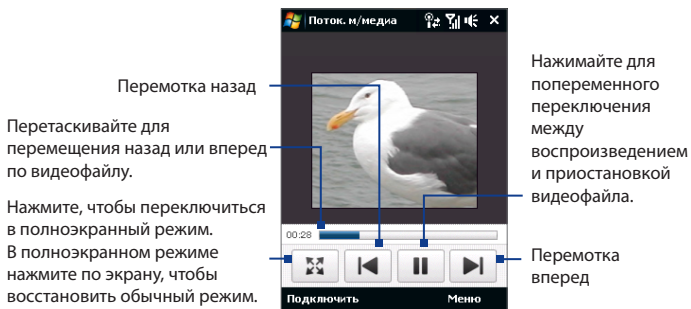 Поток. м/медиа
Перемотка назад
Перетаскивайте для
перемещения назад или вперед
по видеофайлу.
Нажмите, чтобы переключиться
в полноэкранный режим.
В полноэкранном режиме
нажмите по экрану, чтобы
восстановить обычный режим.
Нажимайте для
попеременного
переключения
между
воспроизведением
и приостановкой
видеофайла.
00:28
Перемотка
вперед
Подключить
Меню